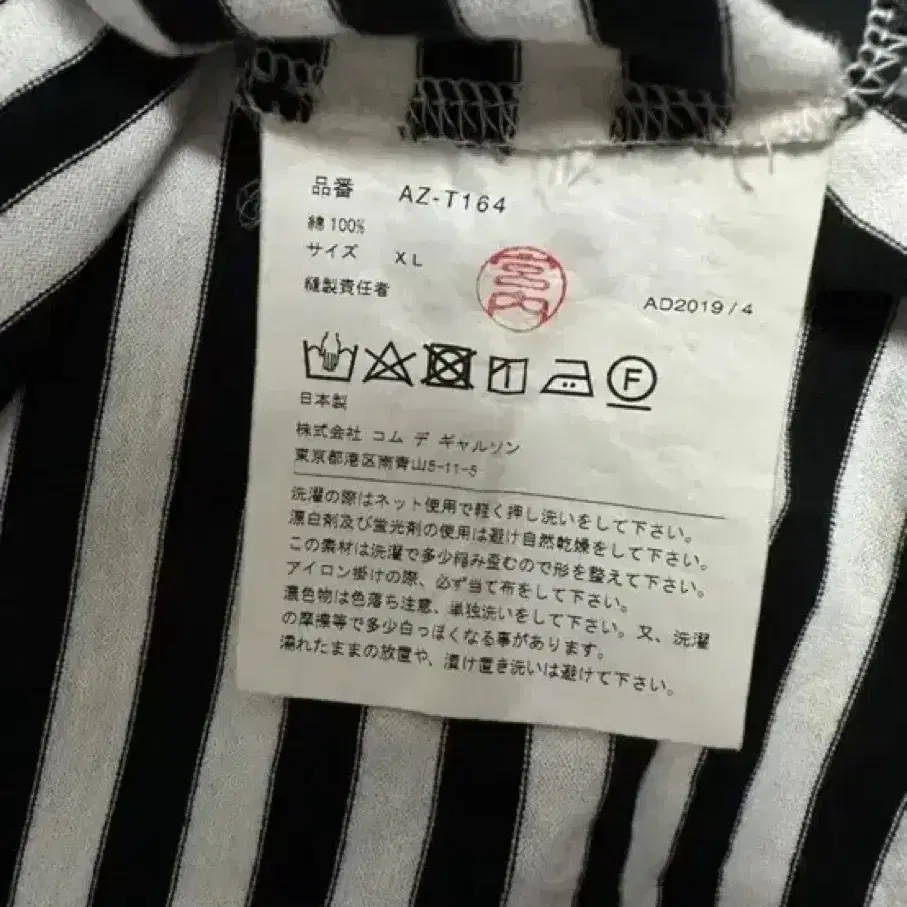 品番 AZ-T164
綿 100%
サイズ XL
縫製責任者
AD2019/4
F
日本製
株式会社 コム デ ギャルソン
東京都港区南青山5-11-5
洗濯の際はネット使用で軽く押し洗いをして下さい。
漂白剤及び蛍光剤の使用は避け自然乾燥をして下さい。
この素材は洗濯で多少縮み歪むので形を整えて下さい。
アイロン掛けの際、必ず当て布をして下さい。
濃色物は色落ち注意、単独洗いをして下さい。又、洗濯
の摩擦等で多少白っぽくなる事があります。
濡れたままの放置や、漬け置き洗いは避けて下さい。